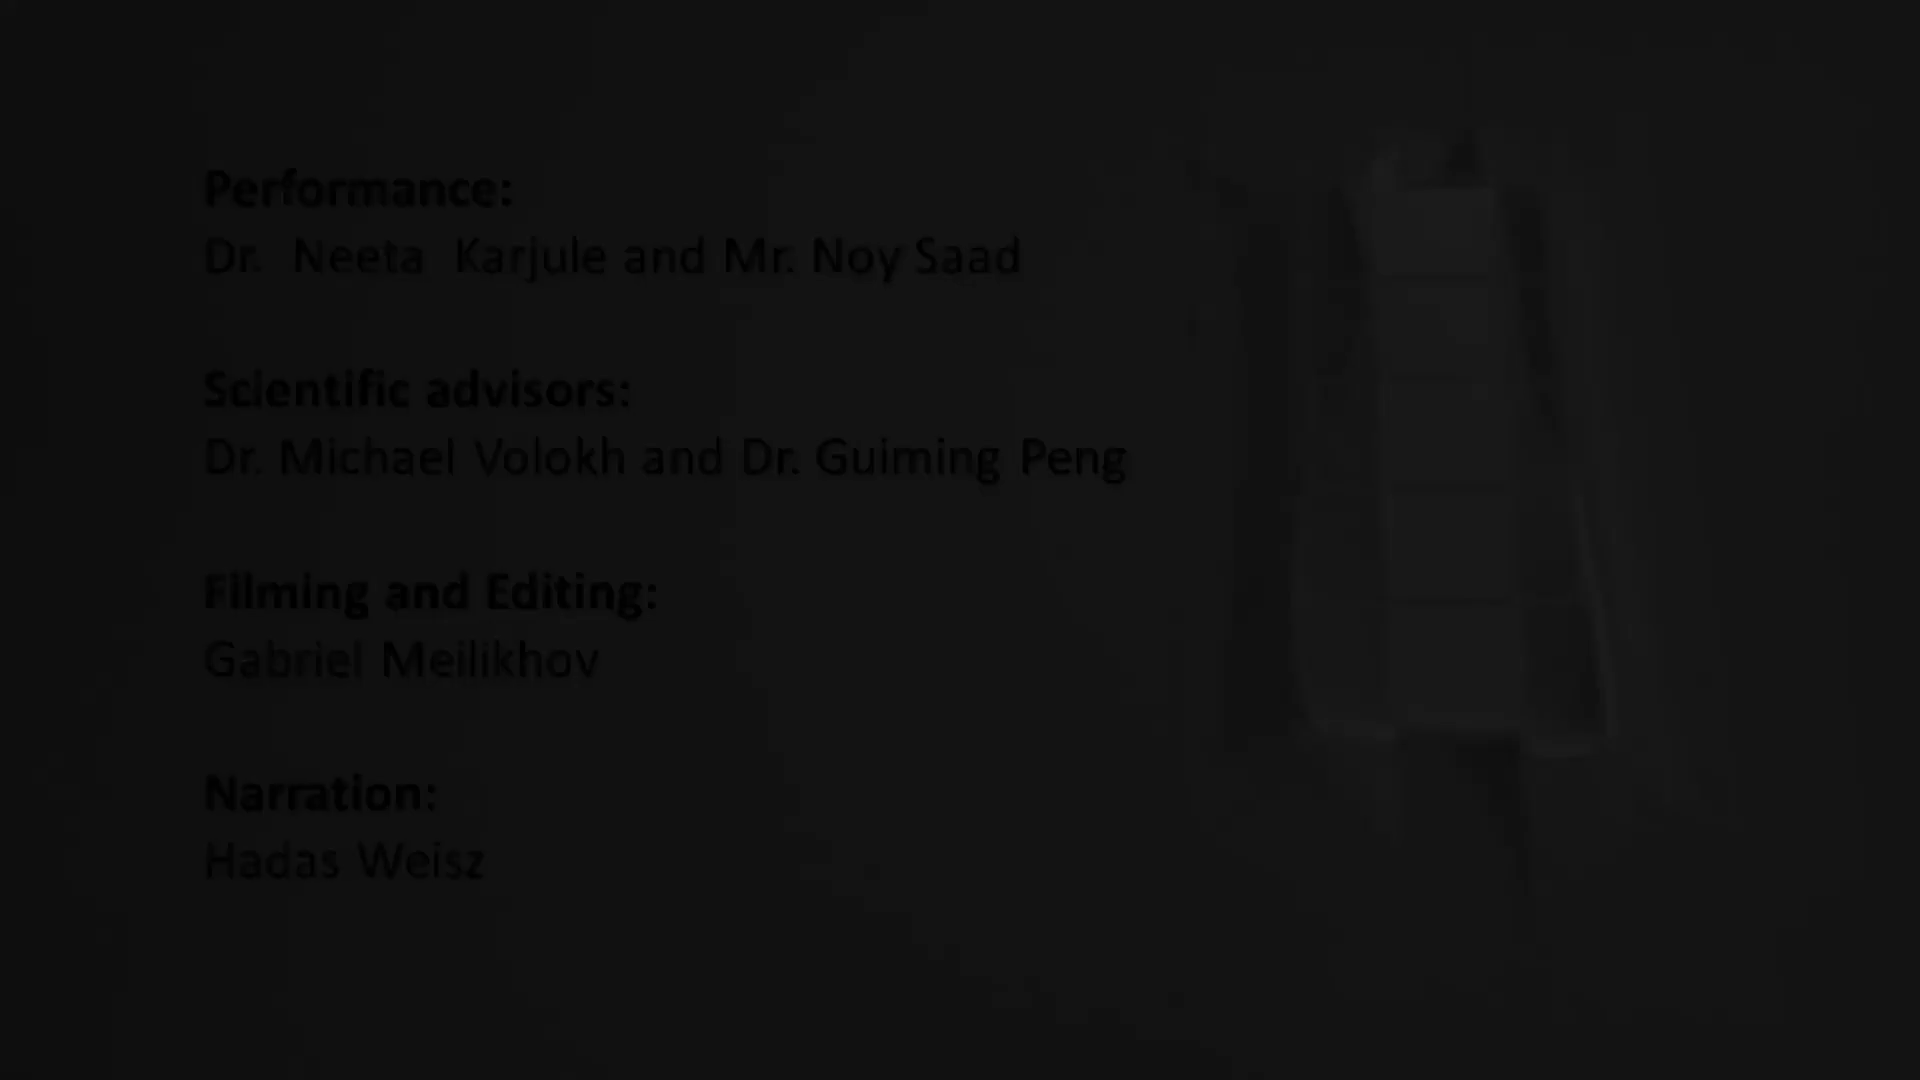 Performance:
Dr. Neeta Karjule and Mr. Noy Saad
Scientific advisors:
Dr. Michael Volokh and Dr. Guiming Peng
Filming and Editing:
Gabriel Meilikhov
Narration:
Hadas Weisz